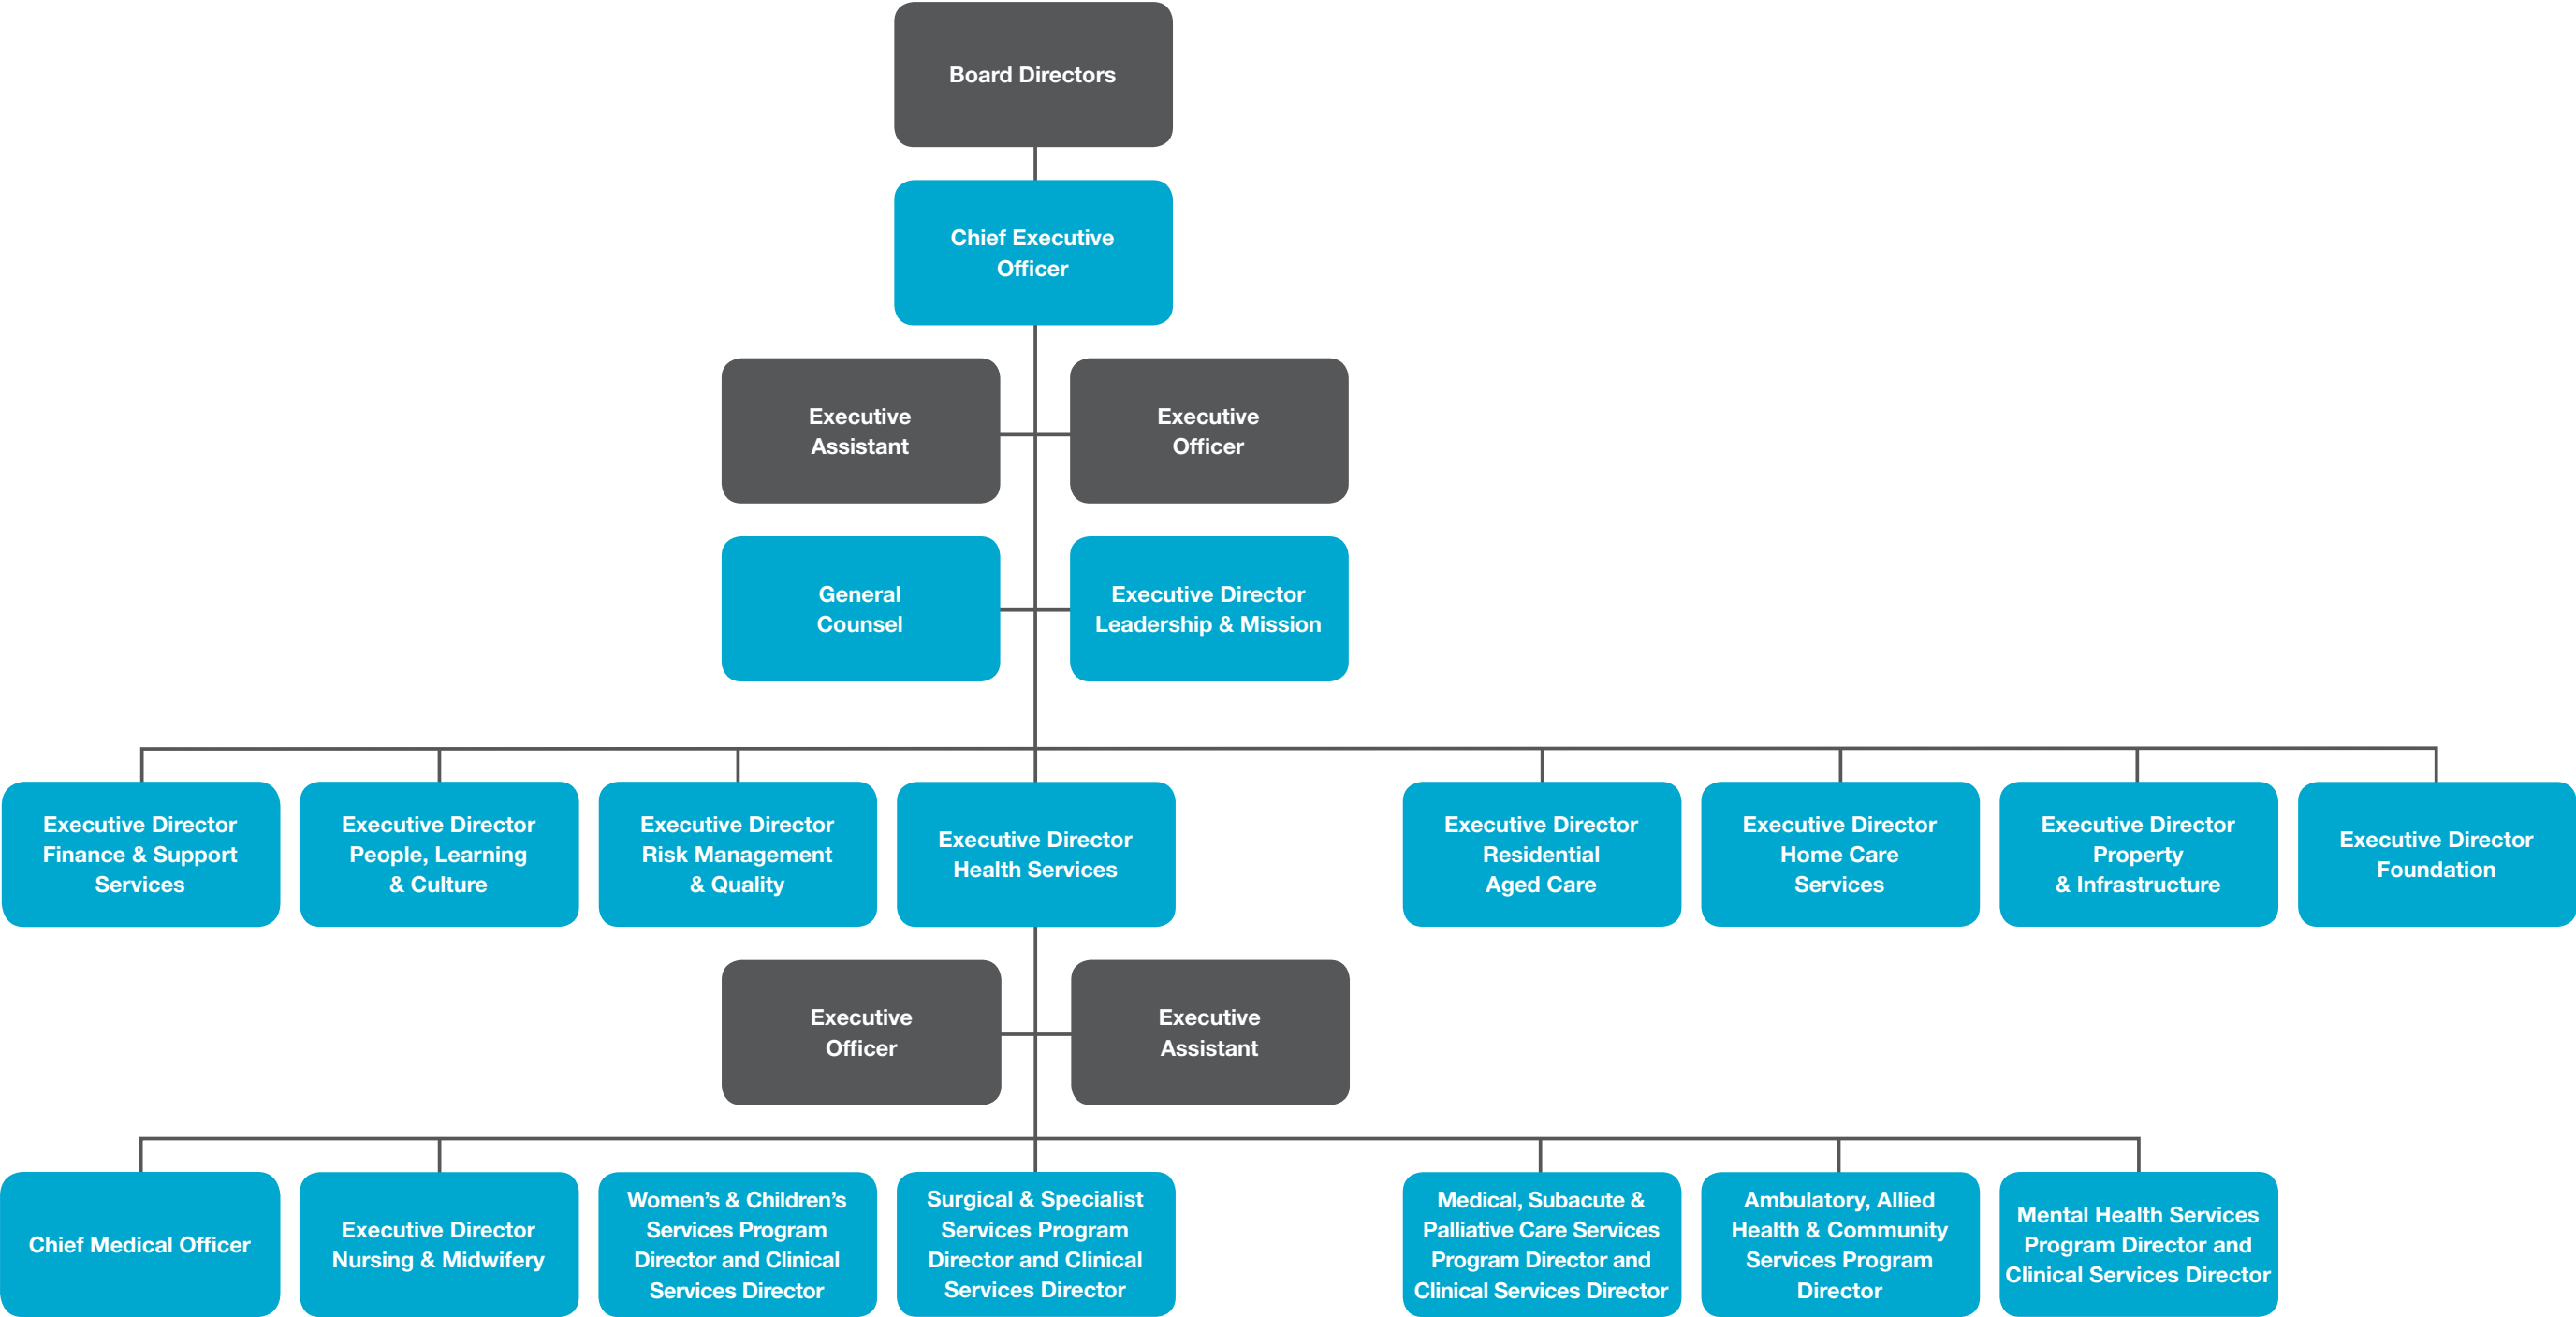 Board Directors
Chief Executive
Officer
Executive
Assistant
Executive
Officer
General
Counsel
Executive Director
Leadership & Mission
Executive Director
Finance & Support
Services
Executive Director
People, Learning
& Culture
Executive Director
Risk Management
& Quality
Executive Director
Health Services
Executive Director
Residential
Aged Care
Executive Director
Home Care
Services
Executive Director
Property
& Infrastructure
Executive Director
Foundation
Executive
Officer
Executive
Assistant
Chief Medical Officer
Executive Director
Nursing & Midwifery
Women’s & Children’s
Services Program
Director and Clinical
Services Director
Surgical & Specialist
Services Program
Director and Clinical
Services Director
Medical, Subacute &
Palliative Care Services
Program Director and
Clinical Services Director
Ambulatory, Allied
Health & Community
Services Program
Director
Mental Health Services
Program Director and
Clinical Services Director